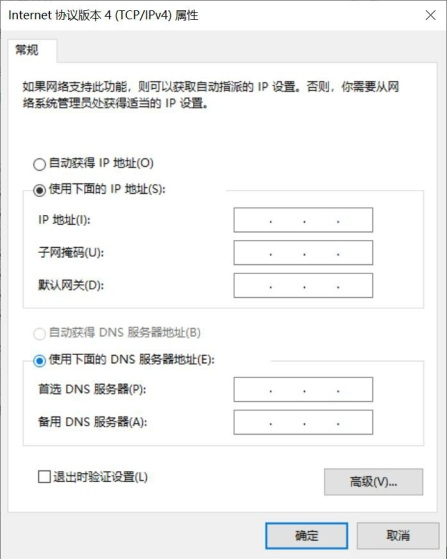 Internet 协议版本 4 (TCP/IPv4) 属性
常规
如果网络支持此功能，则可以获取自动指派的 IP 设置。否则，你需要从网
络系统管理员处获得适当的 IP 设置。
自动获得 IP 地址(O)
使用下面的 IP 地址(S):
IP 地址(I):
子网掩码(U):
默认网关(D):
自动获得 DNS 服务器地址(B)
使用下面的 DNS 服务器地址(E):
首选 DNS 服务器(P):
备用 DNS 服务器(A):
退出时验证设置(L)
高级(V)...
确定
取消